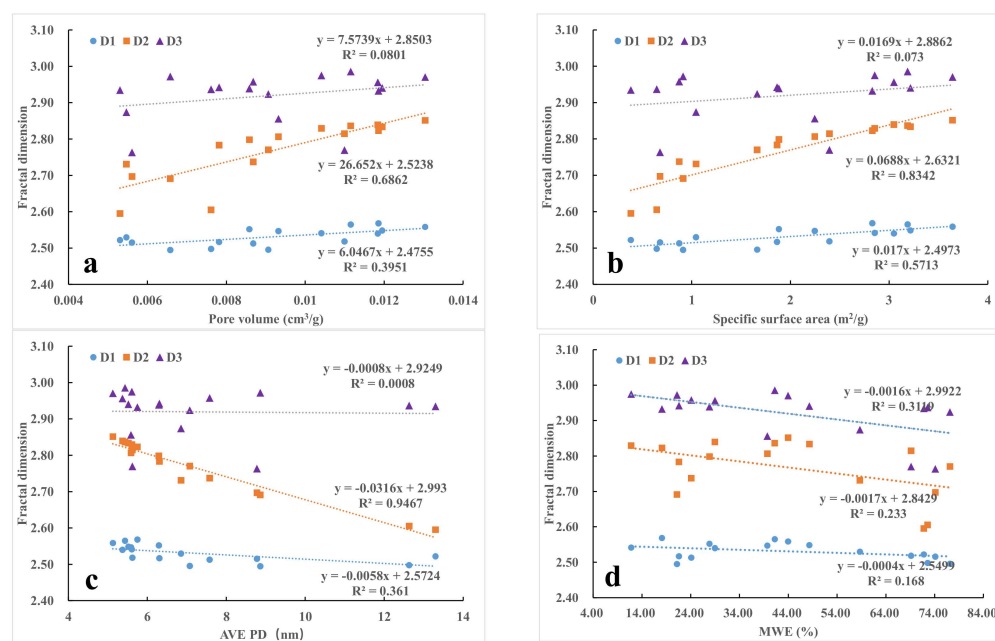 3.10
D1 D2 D3
y = 7.5739x + 2.8503
R² = 0.0801
3.00
2.90
2.80
2.70
2.60
2.50
2.40
Fractal dimension
y = 26.652x + 2.5238
R² = 0.6862
y = 6.0467x + 2.4755
R² = 0.3951
a
0.004 0.006 0.008 0.01 0.012 0.014
Pore volume (cm³/g)
3.10
D1 D2 D3
y = 0.0169x + 2.8862
R² = 0.073
3.00
2.90
2.80
2.70
2.60
2.50
2.40
Fractal dimension
y = 0.0688x + 2.6321
R² = 0.8342
y = 0.017x + 2.4973
R² = 0.5713
b
0 1 2 3 4
Specific surface area (m²/g)
3.10
D1 D2 D3
y = -0.0008x + 2.9249
R² = 0.0008
3.00
2.90
2.80
2.70
2.60
2.50
2.40
Fractal dimension
y = -0.0316x + 2.993
R² = 0.9467
y = -0.0058x + 2.5724
R² = 0.361
c
4 5 6 7 8 9 10 11 12 13 14
AVE PD (nm)
3.10
D1 D2 D3
y = -0.0016x + 2.9922
R² = 0.3119
3.00
2.90
2.80
2.70
2.60
2.50
2.40
Fractal dimension
y = -0.0017x + 2.8429
R² = 0.233
y = -0.0004x + 2.5499
R² = 0.168
d
4.00 14.00 24.00 34.00 44.00 54.00 64.00 74.00 84.00
MWE (%)